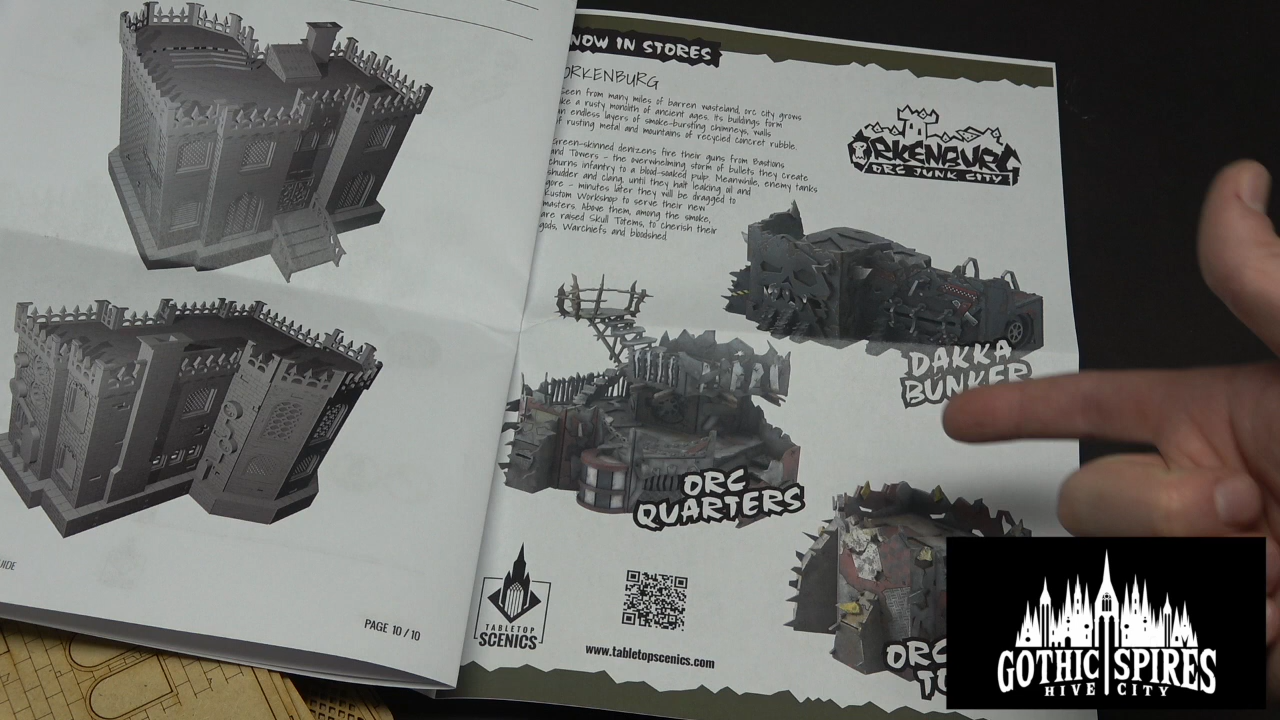 NOW IN STORES
ORKENBURG
seen from many miles of barren wasteland, orc city grows
like a rusty monolith of ancient ages. Its buildings form
an endless layers of smoke-bursting chimneys, walls
of rusting metal and mountains of recycled concret rubble.
Green-skinned denizens fire their guns from Bastions
and Towers - the overwhelming storm of bullets they create
churns infantry to a blood-soaked pulp. Meanwhile, enemy tanks
shudder and clang, until they halt leaking oil and
gore - minutes later they will be dragged to
Kustom Workshop to serve their new
masters. Above them, among the smoke,
are raised Skull Totems, to cherish their
gods, Warchiefs and bloodshed.
ORKENBURG
ORC JUNK CITY
DAKKA
BUNKER
ORC
QUARTERS
ORC
TABLETOP
SCENICS
www.tabletopscenics.com
PAGE 10 / 10
GOTHIC SPIRES
HIVE CITY